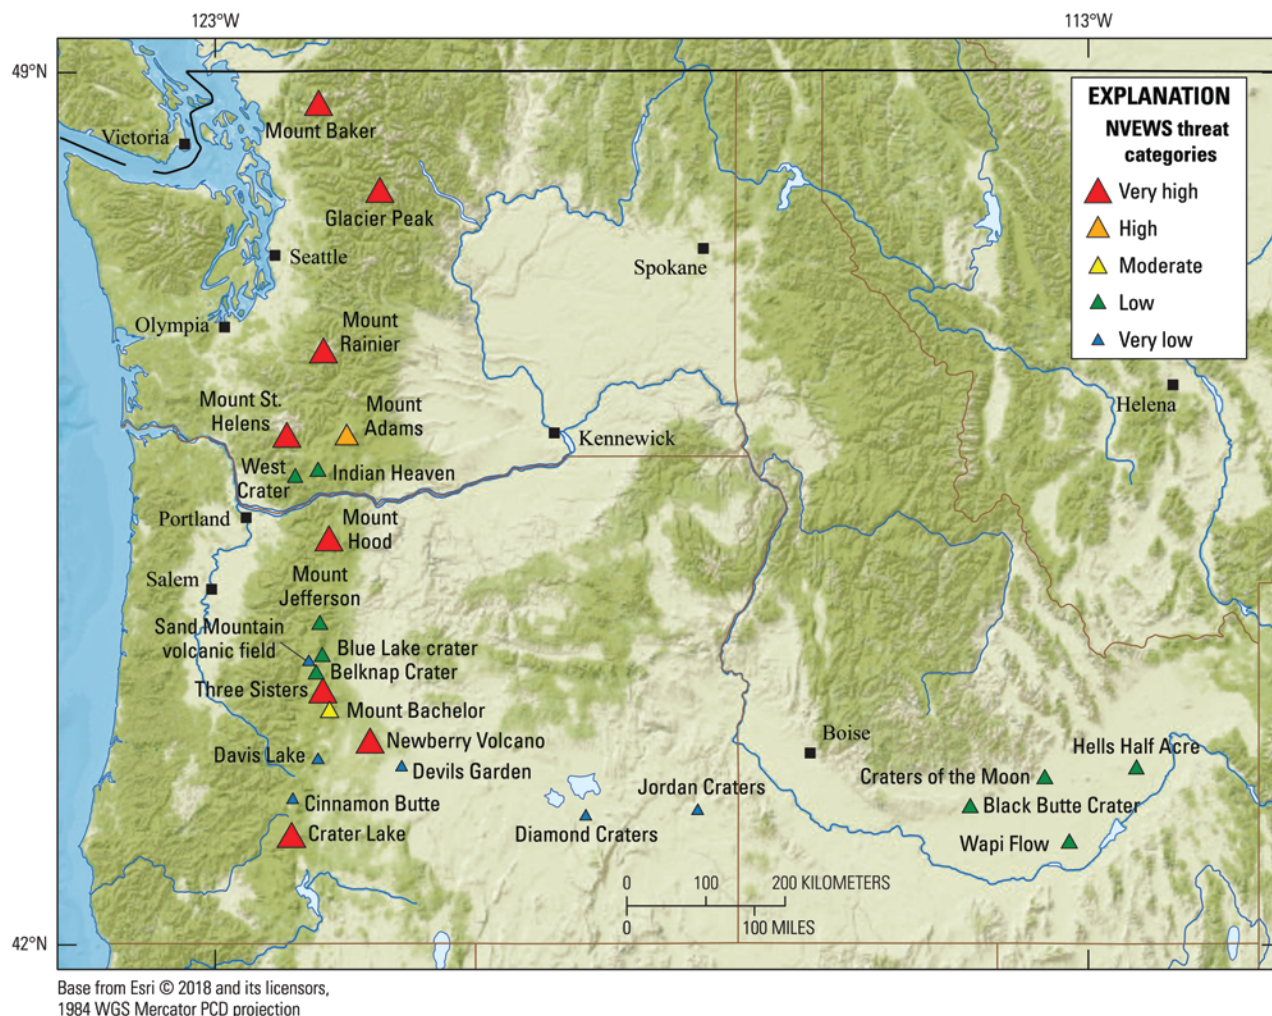 123°W
113°W
49°N
EXPLANATION
NVEWS threat
categories
Very high
High
Moderate
Low
Very low
Mount Baker
Victoria
Glacier Peak
Seattle
Spokane
Olympia
Mount
Rainier
Helena
Mount St.
Helens
Mount
Adams
Kennewick
West
Crater
Indian Heaven
Portland
Mount
Hood
Salem
Mount
Jefferson
Sand Mountain
volcanic field
Blue Lake crater
Belknap Crater
Three Sisters
Mount Bachelor
Newberry Volcano
Boise
Hells Half Acre
Davis Lake
Devils Garden
Craters of the Moon
Jordan Craters
Cinnamon Butte
Black Butte Crater
Crater Lake
Diamond Craters
Wapi Flow
0 100 200 KILOMETERS
0 100 MILES
42°N
Base from Esri © 2018 and its licensors,
1984 WGS Mercator PCD projection